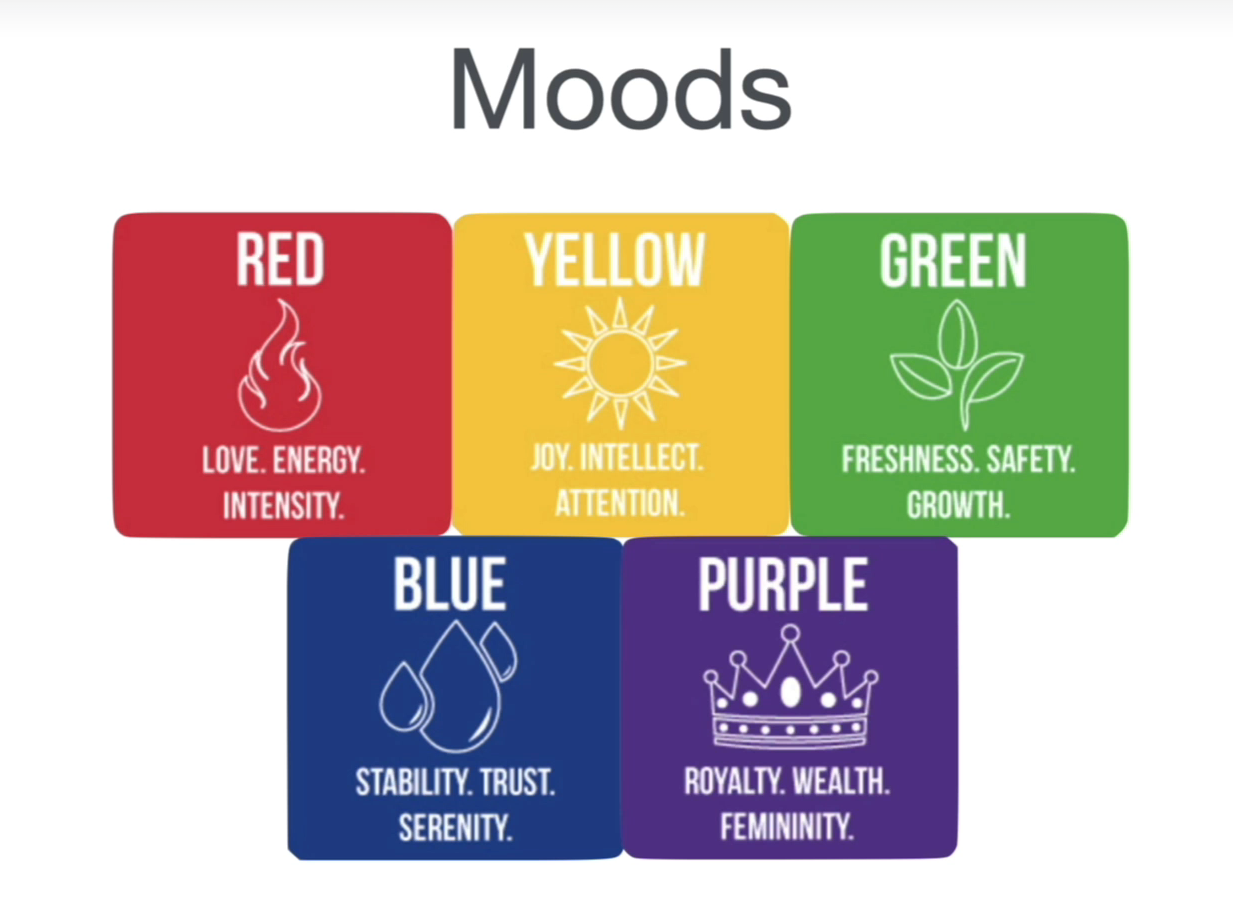 Moods
RED
LOVE. ENERGY.
INTENSITY.
YELLOW
JOY. INTELLECT.
ATTENTION.
GREEN
FRESHNESS. SAFETY.
GROWTH.
BLUE
STABILITY. TRUST.
SERENITY.
PURPLE
ROYALTY. WEALTH.
FEMININITY.